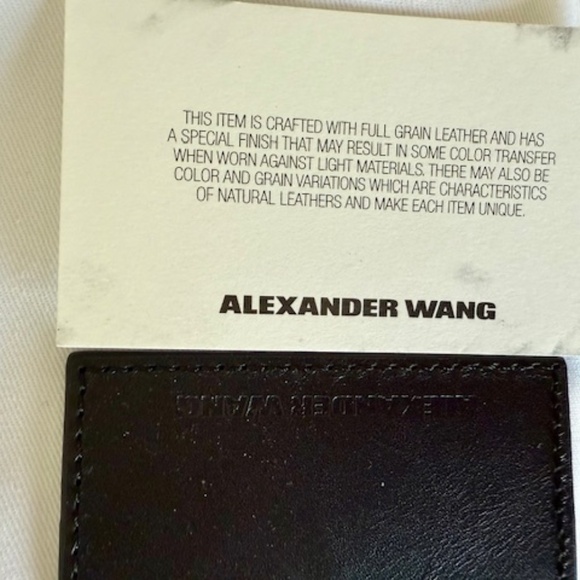 THIS ITEM IS CRAFTED WITH FULL GRAIN LEATHER AND HAS
A SPECIAL FINISH THAT MAY RESULT IN SOME COLOR TRANSFER
WHEN WORN AGAINST LIGHT MATERIALS. THERE MAY ALSO BE
COLOR AND GRAIN VARIATIONS WHICH ARE CHARACTERISTICS
OF NATURAL LEATHERS AND MAKE EACH ITEM UNIQUE.
ALEXANDER WANG
ALEXANDER WANG